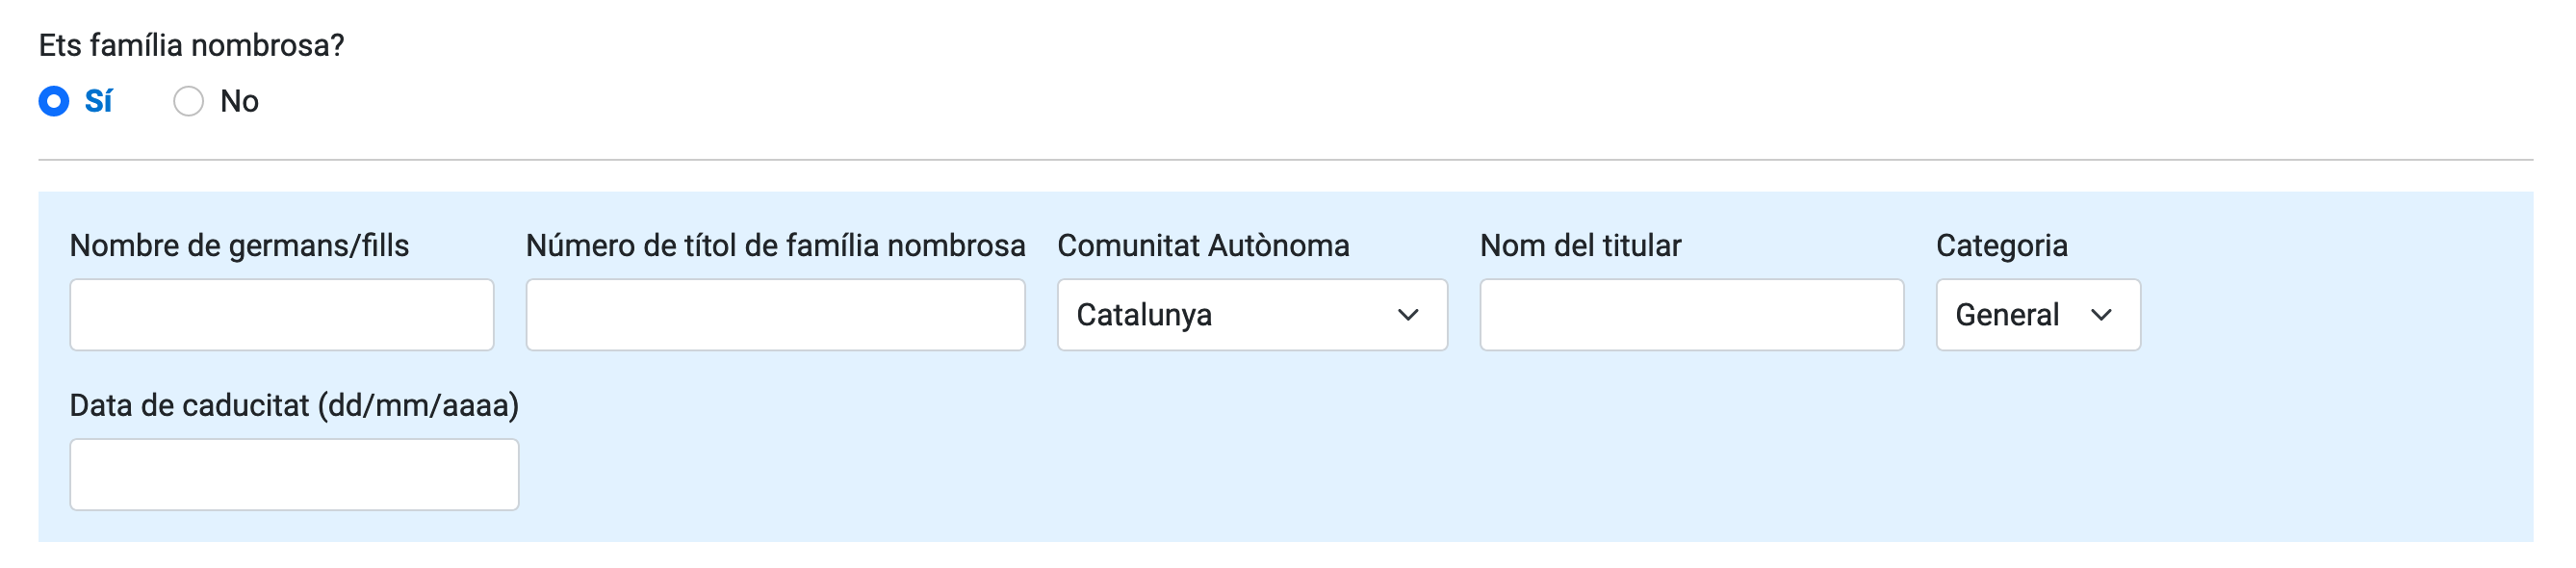 Ets família nombrosa?
Sí No
Nombre de germans/fills Número de títol de família nombrosa Comunitat Autònoma Nom del titular Categoria
Catalunya General
Data de caducitat (dd/mm/aaaa)